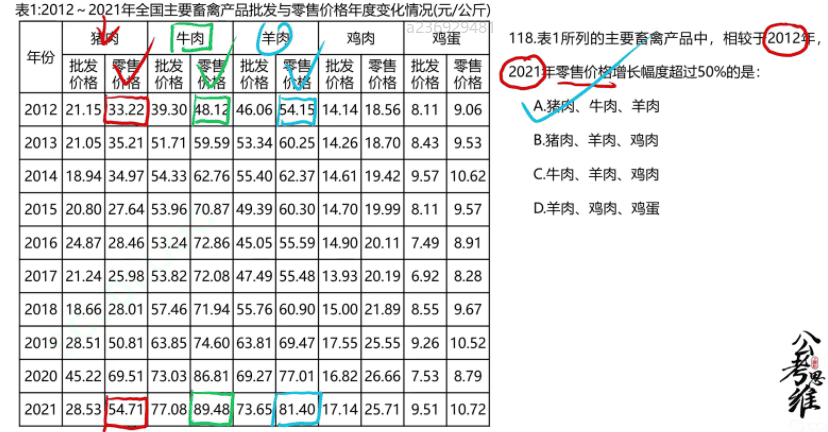 表1:2012～2021年全国主要畜禽产品批发与零售价格年度变化情况(元/公斤)
a236929481
年份 猪肉 牛肉 羊肉 鸡肉 鸡蛋
批发价格 零售价格 批发价格 零售价格 批发价格 零售价格 批发价格 零售价格 批发价格 零售价格
2012 21.15 33.22 39.30 48.12 46.06 54.15 14.14 18.56 8.11 9.06
2013 21.05 35.21 51.71 59.59 53.34 60.25 14.26 18.70 8.43 9.53
2014 18.94 34.97 54.33 62.76 55.40 62.37 14.61 19.42 9.57 10.62
2015 20.80 27.64 53.96 70.87 49.39 60.30 14.70 19.99 8.11 9.57
2016 24.87 28.46 53.24 72.86 45.05 55.59 14.90 20.11 7.49 8.91
2017 21.24 25.98 53.82 72.08 47.49 55.48 13.93 20.19 6.92 8.28
2018 18.66 28.01 57.46 71.94 55.76 60.90 15.00 21.89 8.55 9.67
2019 28.51 50.81 63.85 74.60 63.81 69.47 17.55 25.55 9.26 10.52
2020 45.22 69.51 73.03 86.81 69.27 77.01 16.82 26.66 7.53 8.79
2021 28.53 54.71 77.08 89.48 73.65 81.40 17.14 25.71 9.51 10.72
118.表1所列的主要畜禽产品中，相较于2012年，
2021年零售价格增长幅度超过50%的是：
A.猪肉、牛肉、羊肉
B.猪肉、羊肉、鸡肉
C.牛肉、羊肉、鸡肉
D.羊肉、鸡肉、鸡蛋
公考思维